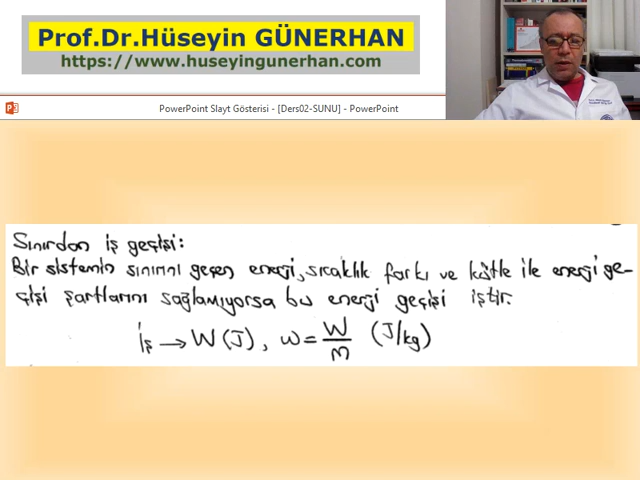 Prof.Dr.Hüseyin GÜNERHAN
https://www.huseyingunerhan.com
PowerPoint Slayt Gösterisi - [Ders02-SUNU] - PowerPoint
Sınırdan iş geçişi:
Bir sistemin sınırını geçen enerji, sıcaklık farkı ve kütle ile enerji ge-
çişi şartlarını sağlamıyorsa bu enerji geçişi iştir.
İş → W (J), w = W/m (J/kg)